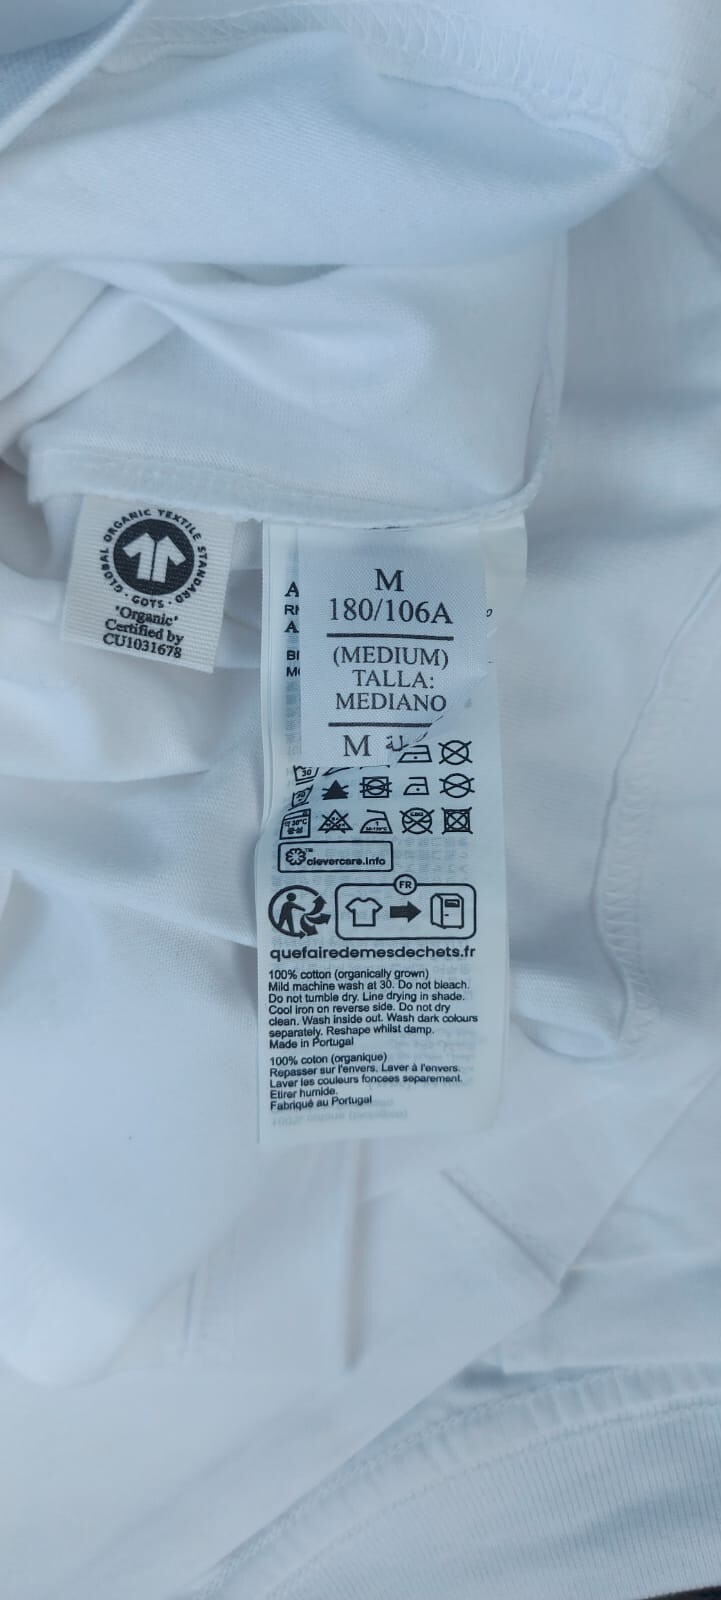 GLOBAL ORGANIC TEXTILE STANDARD
· GOTS ·
'Organic'
Certified by
CU1031678
M
180/106A
(MEDIUM)
TALLA:
MEDIANO
M
30
30°C
clevercare.info
FR
quefairedemesdechets.fr
100% cotton (organically grown)
Mild machine wash at 30. Do not bleach.
Do not tumble dry. Line drying in shade.
Cool iron on reverse side. Do not dry
clean. Wash inside out. Wash dark colours
separately. Reshape whilst damp.
Made in Portugal
100% coton (organique)
Repasser sur l'envers. Laver à l'envers.
Laver les couleurs foncees separement.
Etirer humide.
Fabriqué au Portugal